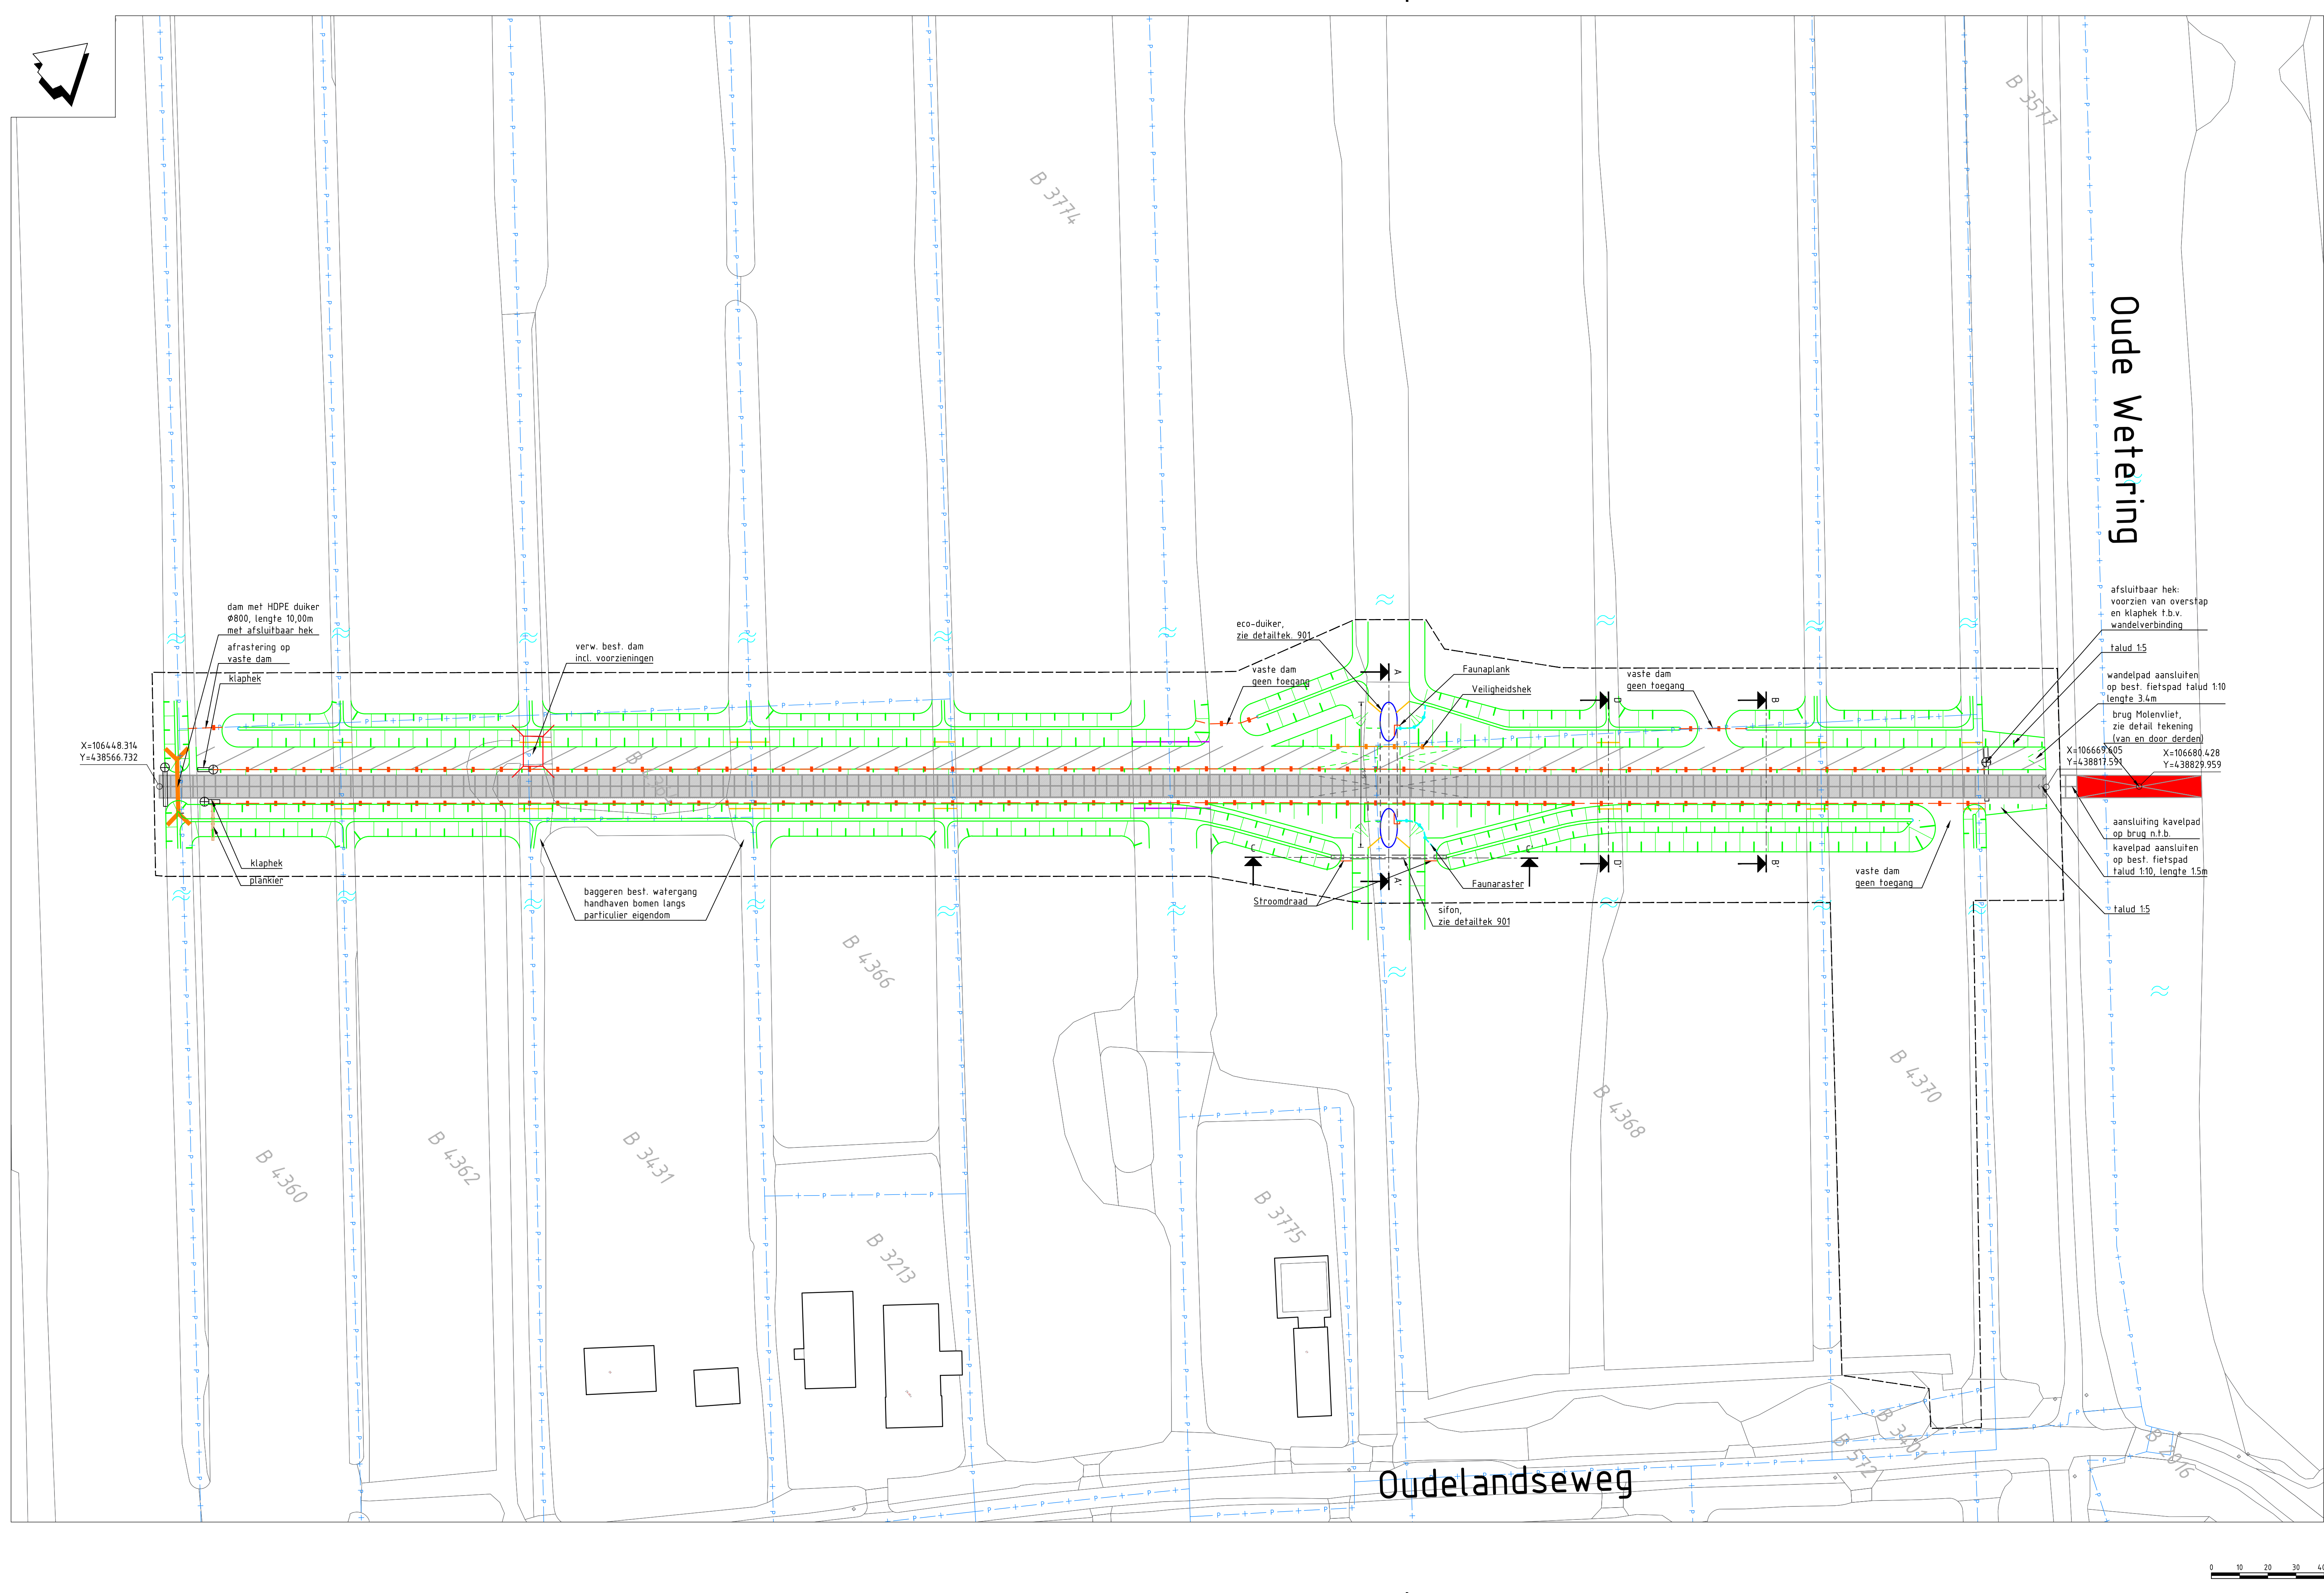 B 3577
B 3774
Oude Wetering
dam met HDPE duiker
Ø800, lengte 10,00m
met afsluitbaar hek
afrastering op
vaste dam
klaphek
X=106448.314
Y=438566.732
verw. best. dam
incl. voorzieningen
eco-duiker,
zie detailtek. 901
vaste dam
geen toegang
Faunaplank
Veiligheidshek
vaste dam
geen toegang
afsluitbaar hek:
voorzien van overstap
en klaphek t.b.v.
wandelverbinding
talud 1:5
wandelpad aansluiten
op best. fietspad talud 1:10
lengte 3.4m
brug Molenvliet,
zie detail tekening
(van en door derden)
X=106669.605
Y=438817.591
X=106680.428
Y=438829.959
A
D
B
klaphek
plankier
baggeren best. watergang
handhaven bomen langs
particulier eigendom
C
C'
A'
D'
B'
Stroomdraad
Faunaraster
sifon,
zie detailtek 901
vaste dam
geen toegang
aansluiting kavelpad
op brug n.t.b.
kavelpad aansluiten
op best. fietspad
talud 1:10, lengte 1.5m
talud 1:5
B 4366
B 4360
B 4362
B 3431
B 3213
B 3775
B 4368
B 4370
B 572
Oudelandseweg
0 10 20 30